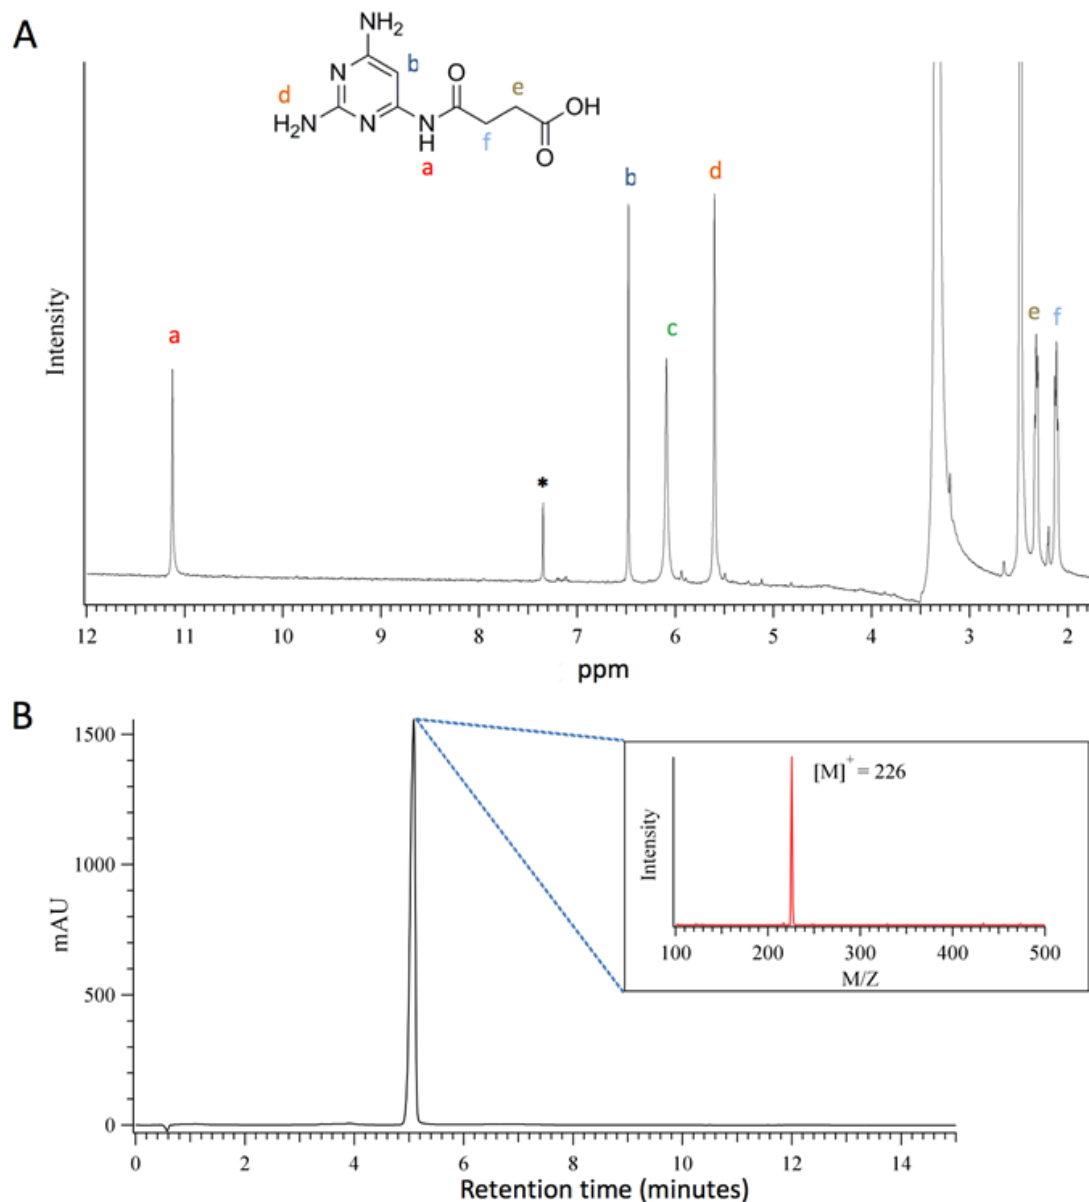 A
NH2
b
O
e
d
N
OH
H2N
N
N
H
f
O
a
b
d
c
e
f
a
*
Intensity
12
11
10
9
8
7
6
5
4
3
2
ppm
B
1500
1000
500
0
mAU
[M]+ = 226
Intensity
100
200
300
400
500
M/Z
0
2
4
6
8
10
12
14
Retention time (minutes)